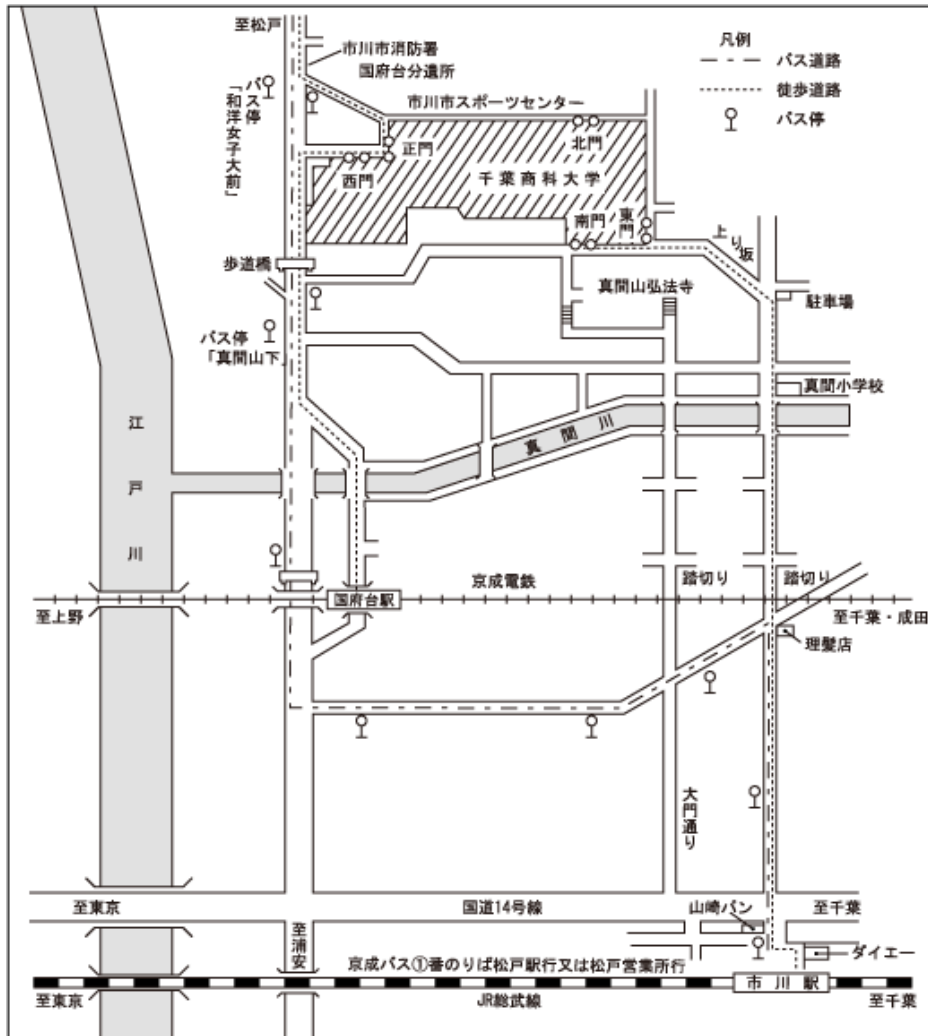 至松戸
市川市消防署
国府台分遣所
凡例
バス道路
徒歩道路
バス停
バス停
「和洋女子大前」
市川市スポーツセンター
正門
北門
西門
千葉商科大学
南門
東門
上り坂
歩道橋
真間山弘法寺
駐車場
バス停
「真間山下」
真間小学校
江戸川
真間川
京成電鉄
踏切り
踏切り
国府台駅
至上野
至千葉・成田
理髪店
大門通り
至東京
国道14号線
山崎パン
至千葉
至浦安
ダイエー
京成バス①番のりば松戸駅行又は松戸営業所行
市川駅
至東京
JR総武線
至千葉